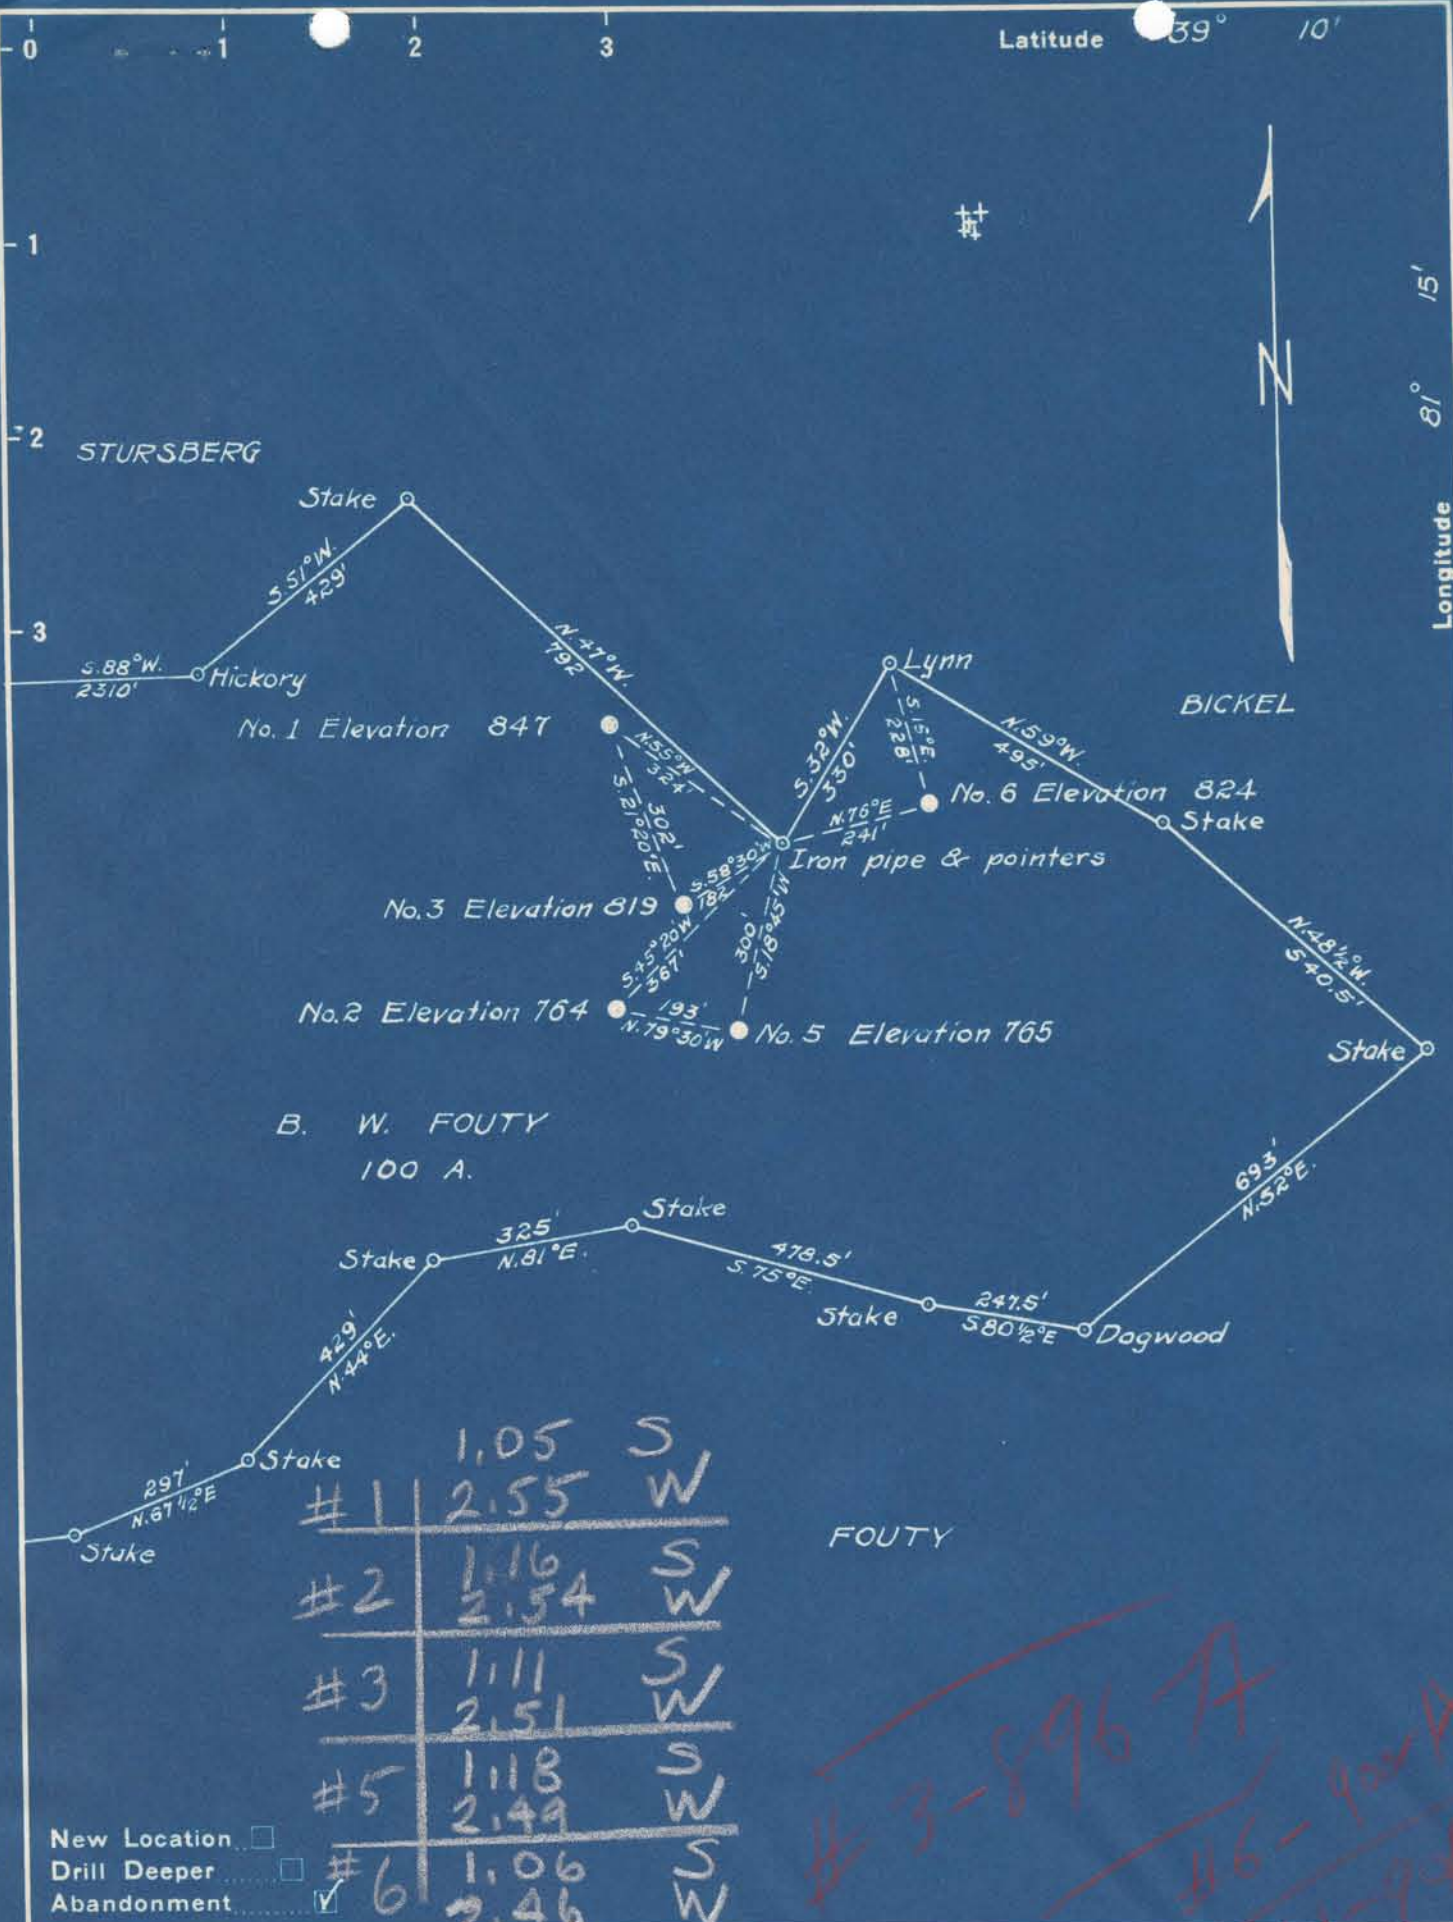 0 1 2 3
Latitude 39° 10'
1
15'
81°
Longitude
2
STURSBERG
Stake
S.51°W.
429'
3
S.88°W.
2310'
Hickory
N.47°W.
792
Lynn
BICKEL
No. 1 Elevation 847
N.55°W
324'
S.32°W.
330'
S.15°E.
228'
N.59°W.
495'
302'
S.21°20'E.
No. 6 Elevation 824
N.76°E
241'
Stake
Iron pipe & pointers
S.58°30'W
182'
No. 3 Elevation 819
S.45°20'W
367'
300'
S.18°45'W
N.48½°W.
540.5'
No. 2 Elevation 764
193'
N.79°30'W
No. 5 Elevation 765
Stake
B. W. FOUTY
100 A.
693'
N.52°E.
Stake
325'
N.81°E.
Stake
478.5'
S.75°E.
Stake
247.5'
S80½°E
Dogwood
429'
N.44°E.
Stake
297'
N.67½°E
Stake
FOUTY
1.05 S
#1 2.55 W
1.16 S
#2 2.54 W
1.11 S
#3 2.51 W
1.18 S
#5 2.49 W
#6 1.06 S
2.46 W
# 3-896-A
#6-900-A
New Location
Drill Deeper
Abandonment ✓